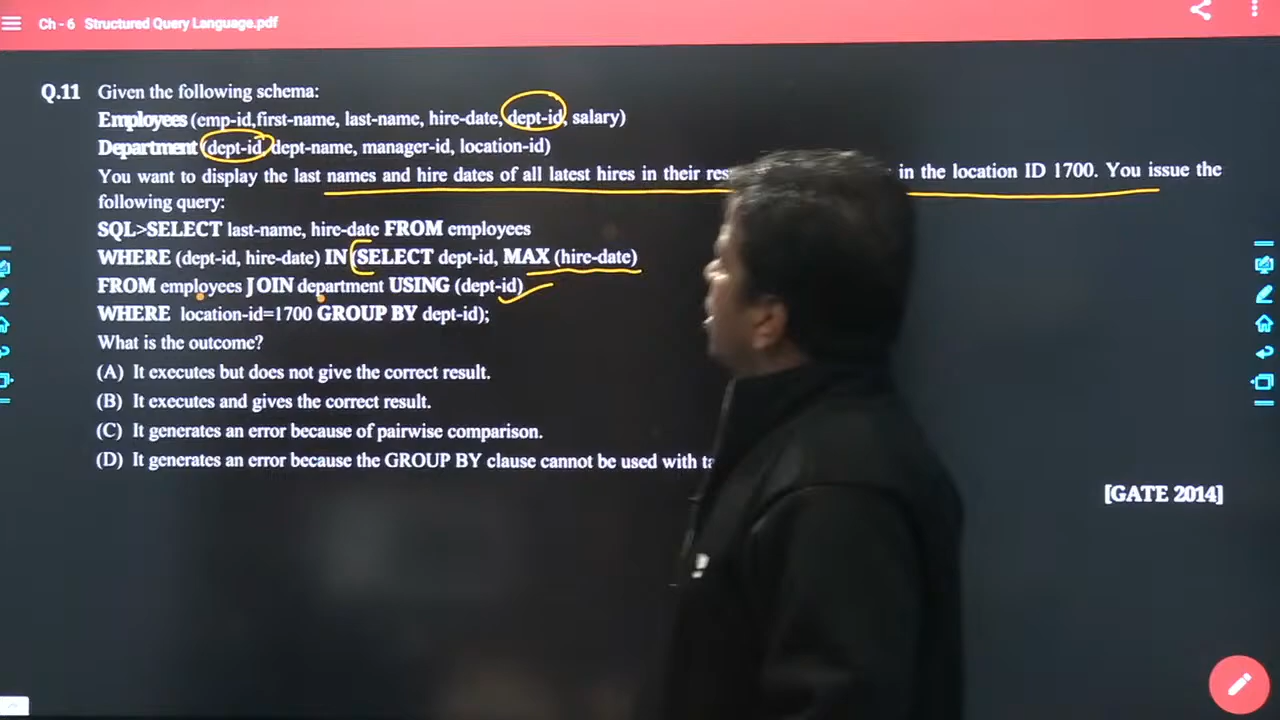 Ch - 6 Structured Query Language.pdf
Q.11 Given the following schema:
Employees (emp-id,first-name, last-name, hire-date, dept-id, salary)
Department (dept-id, dept-name, manager-id, location-id)
You want to display the last names and hire dates of all latest hires in their in the location ID 1700. You issue the
following query:
SQL>SELECT last-name, hire-date FROM employees
WHERE (dept-id, hire-date) IN (SELECT dept-id, MAX (hire-date)
FROM employees JOIN department USING (dept-id)
WHERE location-id=1700 GROUP BY dept-id);
What is the outcome?
(A) It executes but does not give the correct result.
(B) It executes and gives the correct result.
(C) It generates an error because of pairwise comparison.
(D) It generates an error because the GROUP BY clause cannot be used with
[GATE 2014]